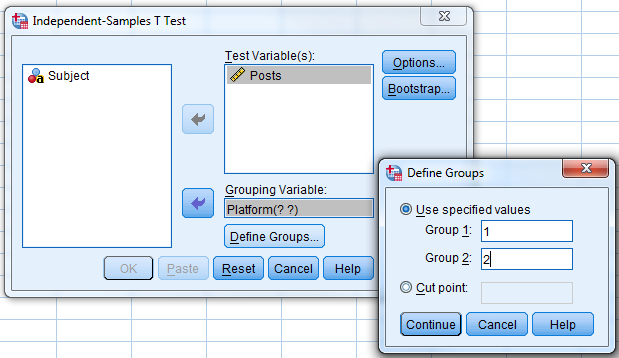 Independent-Samples T Test
Test Variable(s):
a Subject
Posts
Options...
Bootstrap...
Grouping Variable:
Platform(? ?)
Define Groups...
OK Paste Reset Cancel Help
Define Groups
Use specified values
Group 1: 1
Group 2: 2
Cut point:
Continue Cancel Help